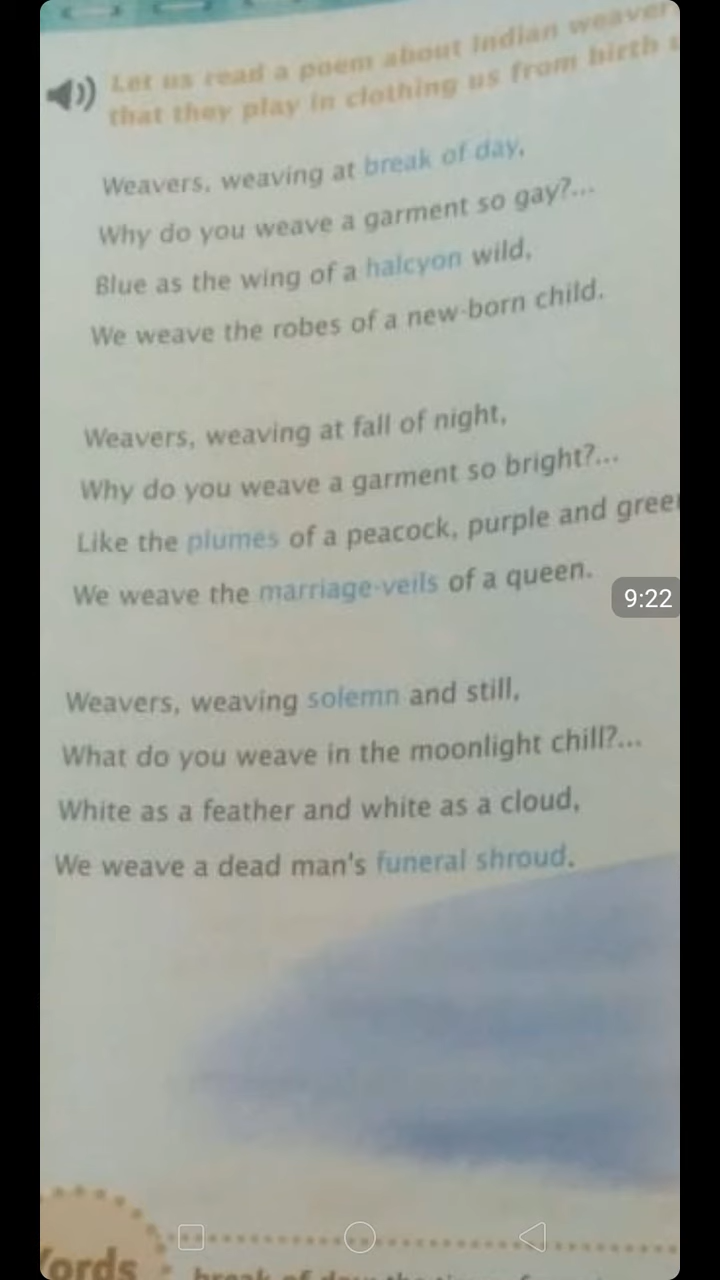 Let us read a poem about Indian weaver
that they play in clothing us from birth
Weavers, weaving at break of day,
Why do you weave a garment so gay?...
Blue as the wing of a halcyon wild,
We weave the robes of a new-born child.
Weavers, weaving at fall of night,
Why do you weave a garment so bright?...
Like the plumes of a peacock, purple and gree
We weave the marriage-veils of a queen.
9:22
Weavers, weaving solemn and still,
What do you weave in the moonlight chill?...
White as a feather and white as a cloud,
We weave a dead man's funeral shroud.
ords
break of day